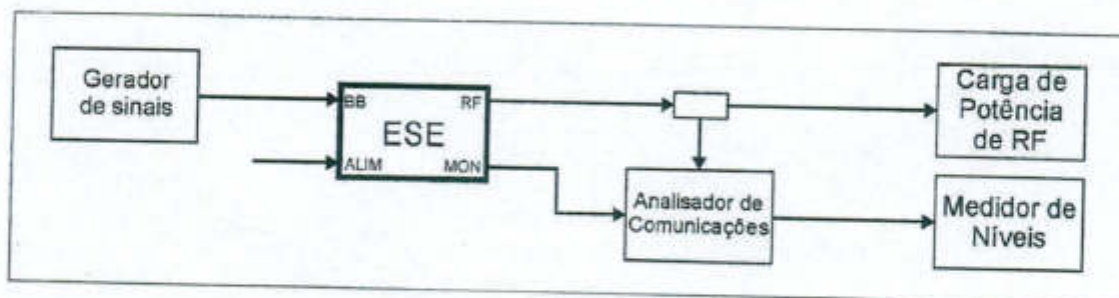 Gerador
de sinais
BB
RF
ESE
ALIM
MON
Carga de
Potência
de RF
Analisador de
Comunicações
Medidor de
Níveis